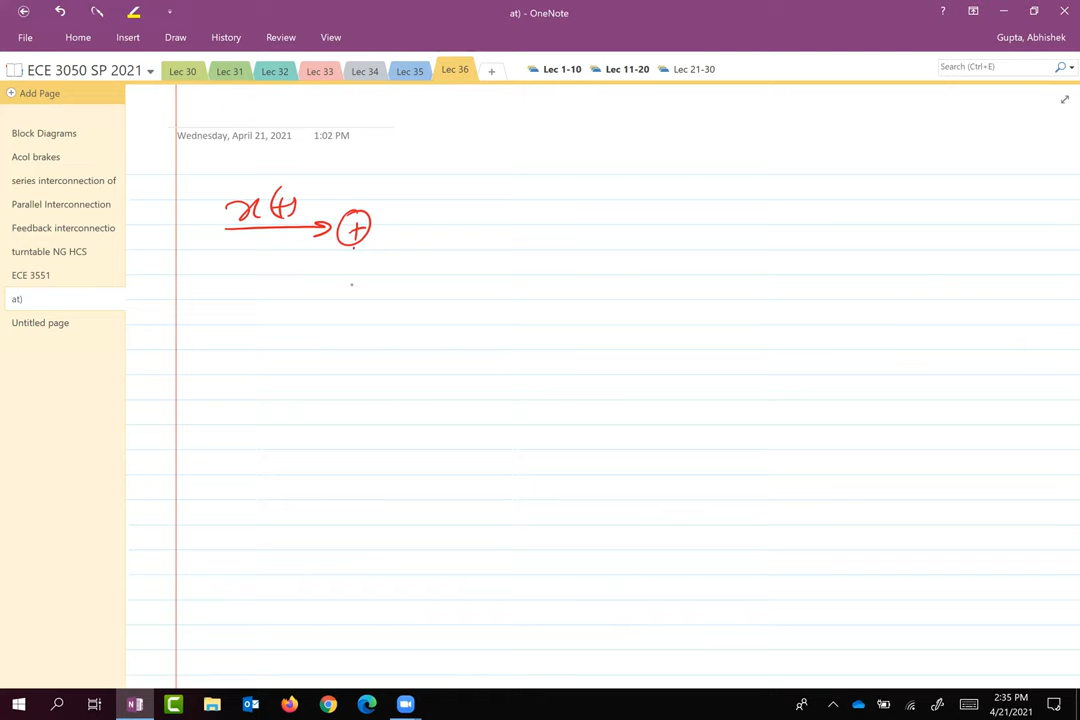 at) - OneNote
?
File Home Insert Draw History Review View
Gupta, Abhishek
ECE 3050 SP 2021
Lec 30 Lec 31 Lec 32 Lec 33 Lec 34 Lec 35 Lec 36 + Lec 1-10 Lec 11-20 Lec 21-30
Search (Ctrl+E)
Add Page
Block Diagrams
Acol brakes
series interconnection of
Parallel Interconnection
Feedback interconnectio
turntable NG HCS
ECE 3551
at)
Untitled page
Wednesday, April 21, 2021 1:02 PM
x(t)
+
2:35 PM
4/21/2021